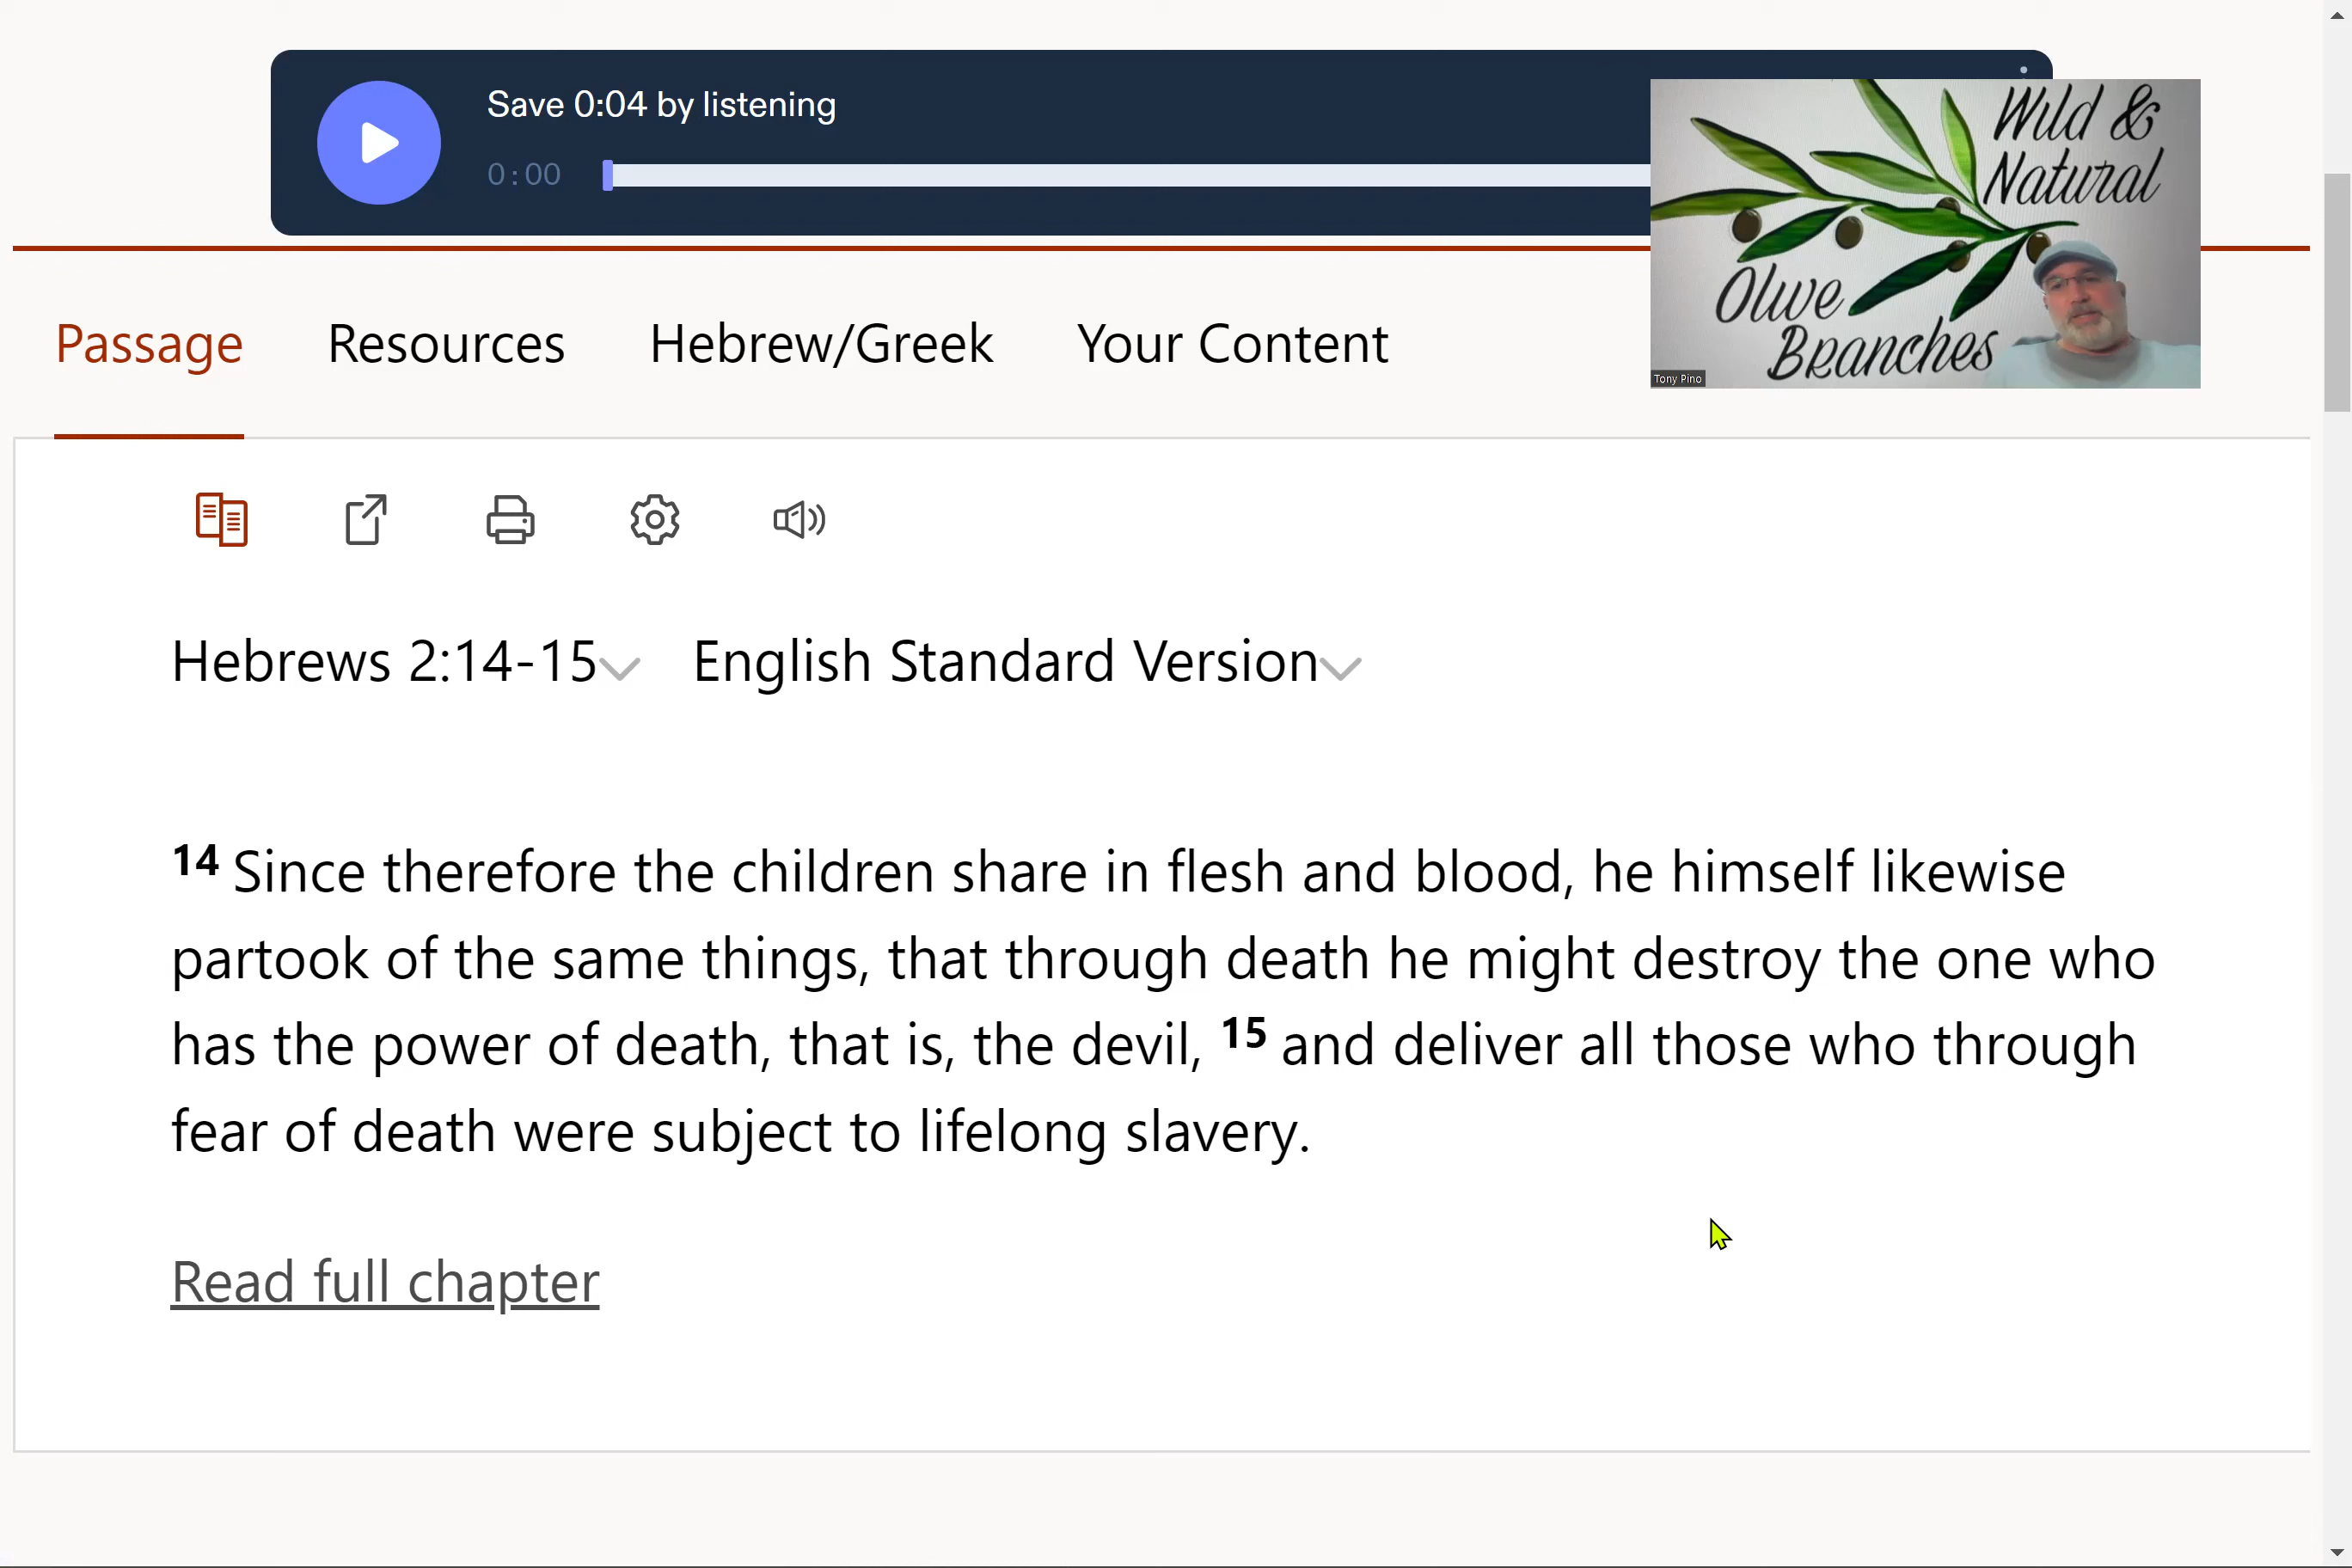 Save 0:04 by listening
0:00
Wild &
Natural
Olive
Branches
Tony Pino
Passage Resources Hebrew/Greek Your Content
Hebrews 2:14-15 English Standard Version
14 Since therefore the children share in flesh and blood, he himself likewise
partook of the same things, that through death he might destroy the one who
has the power of death, that is, the devil, 15 and deliver all those who through
fear of death were subject to lifelong slavery.
Read full chapter